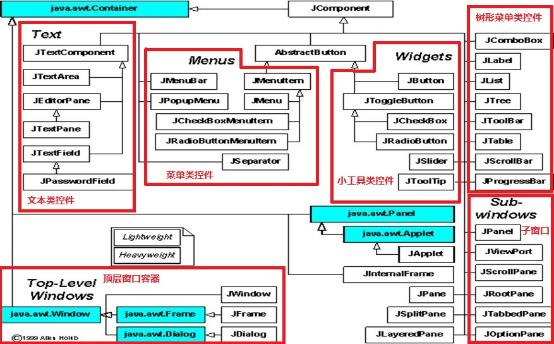 java.awt.Container
JComponent
树形菜单类控件
Text
JTextComponent
JTextArea
JEditorPane
JTextPane
JTextField
JPasswordField
文本类控件
Menus
JMenuBar
JMenuItem
JPopupMenu
JMenu
JCheckBoxMenuItem
JRadioButtonMenuItem
JSeparator
菜单类控件
AbstractButton
Widgets
JButton
JToggleButton
JCheckBox
JRadioButton
JSlider
小工具类控件
JToolTip
JComboBox
JLabel
JList
JTree
JToolBar
JTable
JScrollBar
JProgressBar
Lightweight
Heavyweight
java.awt.Panel
java.awt.Applet
JApplet
JInternalFrame
JPane
JSplitPane
JLayeredPane
Sub-
windows
JPanel
子窗口
JViewPort
JScrollPane
JRootPane
JTabbedPane
JOptionPane
顶层窗口容器
Top-Level
Windows
JWindow
java.awt.Window
java.awt.Frame
JFrame
java.awt.Dialog
JDialog
©1999 Allen Holub